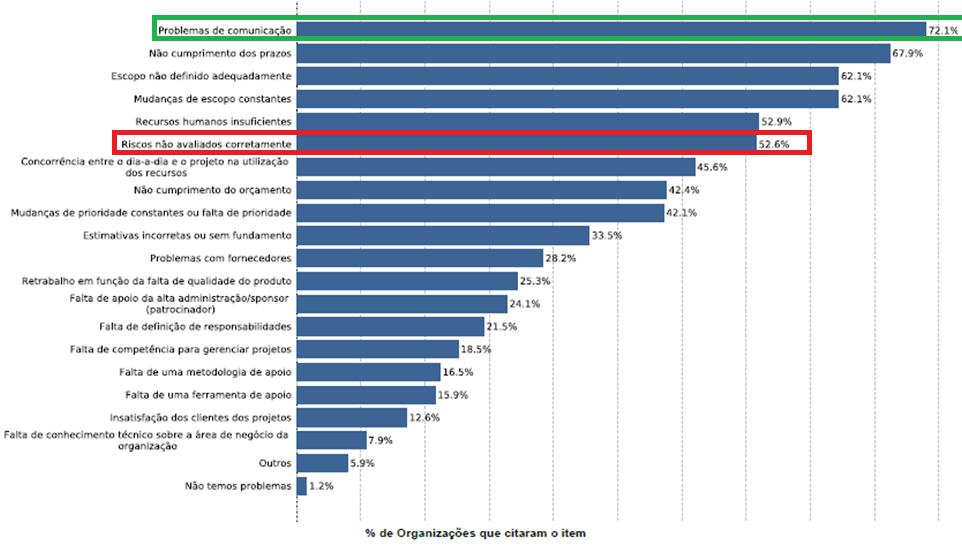 Problemas de comunicação 72.1%
Não cumprimento dos prazos 67.9%
Escopo não definido adequadamente 62.1%
Mudanças de escopo constantes 62.1%
Recursos humanos insuficientes 52.9%
Riscos não avaliados corretamente 52.6%
Concorrência entre o dia-a-dia e o projeto na utilização
dos recursos 45.6%
Não cumprimento do orçamento 42.4%
Mudanças de prioridade constantes ou falta de prioridade 42.1%
Estimativas incorretas ou sem fundamento 33.5%
Problemas com fornecedores 28.2%
Retrabalho em função da falta de qualidade do produto 25.3%
Falta de apoio da alta administração/sponsor
(patrocinador) 24.1%
Falta de definição de responsabilidades 21.5%
Falta de competência para gerenciar projetos 18.5%
Falta de uma metodologia de apoio 16.5%
Falta de uma ferramenta de apoio 15.9%
Insatisfação dos clientes dos projetos 12.6%
Falta de conhecimento técnico sobre a área de negócio da
organização 7.9%
Outros 5.9%
Não temos problemas 1.2%
% de Organizações que citaram o item